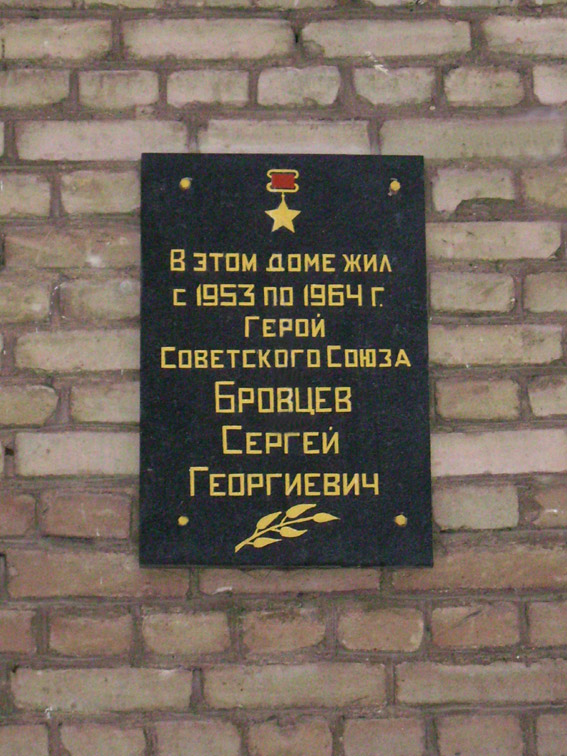 В этом доме жил
с 1953 по 1964 г.
Герой
Советского Союза
Бровцев
Сергей
Георгиевич